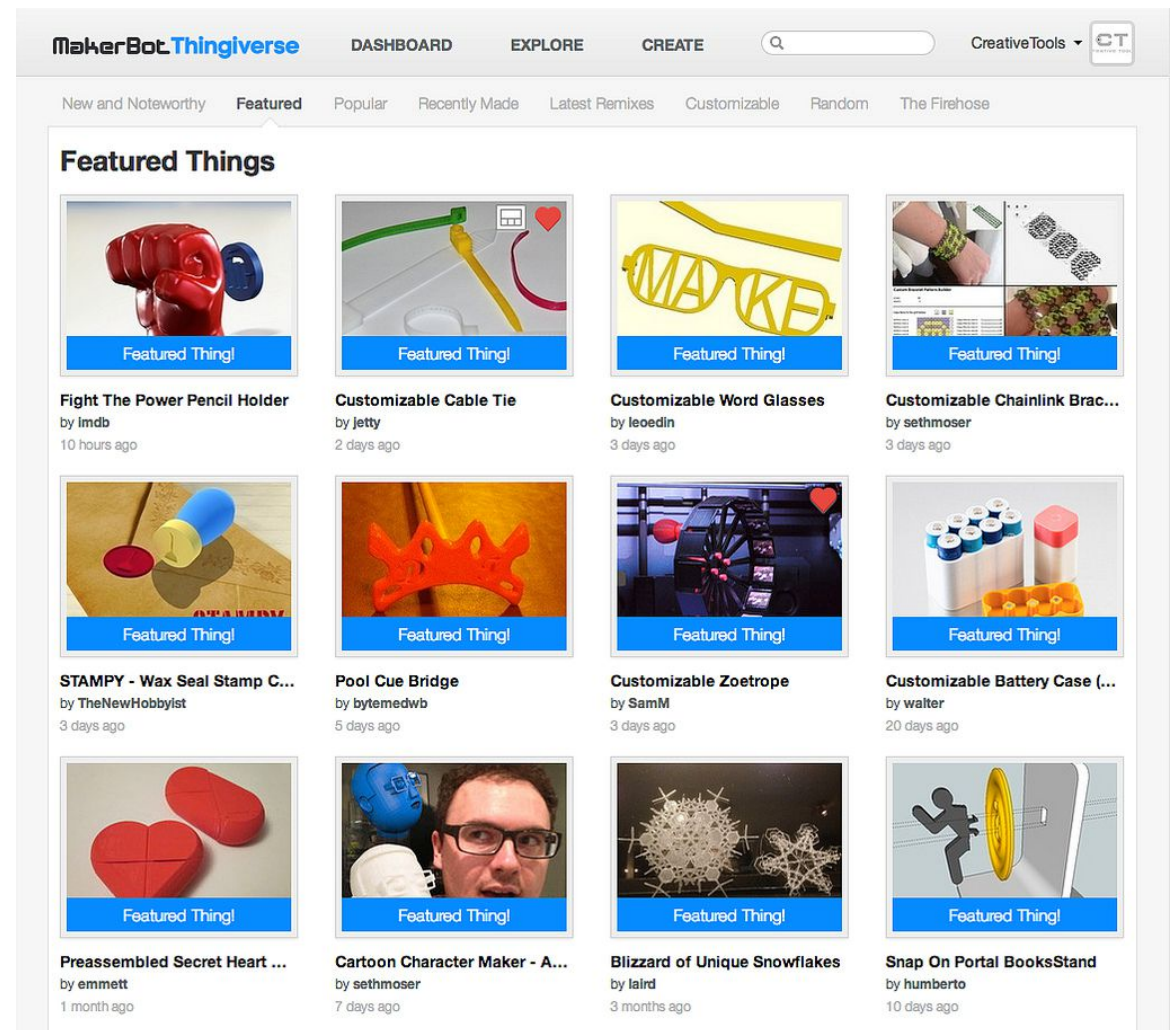 MakerBot Thingiverse
DASHBOARD EXPLORE CREATE
CreativeTools
CT
New and Noteworthy Featured Popular Recently Made Latest Remixes Customizable Random The Firehose
Featured Things
MAKE
Featured Thing! Featured Thing! Featured Thing! Featured Thing!
Fight The Power Pencil Holder Customizable Cable Tie Customizable Word Glasses Customizable Chainlink Brac...
by lmdb by jetty by leoedin by sethmoser
10 hours ago 2 days ago 3 days ago 3 days ago
STAMPY
Featured Thing! Featured Thing! Featured Thing! Featured Thing!
STAMPY - Wax Seal Stamp C... Pool Cue Bridge Customizable Zoetrope Customizable Battery Case (...
by TheNewHobbyist by bytemedwb by SamM by walter
3 days ago 5 days ago 3 days ago 20 days ago
Featured Thing! Featured Thing! Featured Thing! Featured Thing!
Preassembled Secret Heart ... Cartoon Character Maker - A... Blizzard of Unique Snowflakes Snap On Portal BooksStand
by emmett by sethmoser by laird by humberto
1 month ago 7 days ago 3 months ago 10 days ago